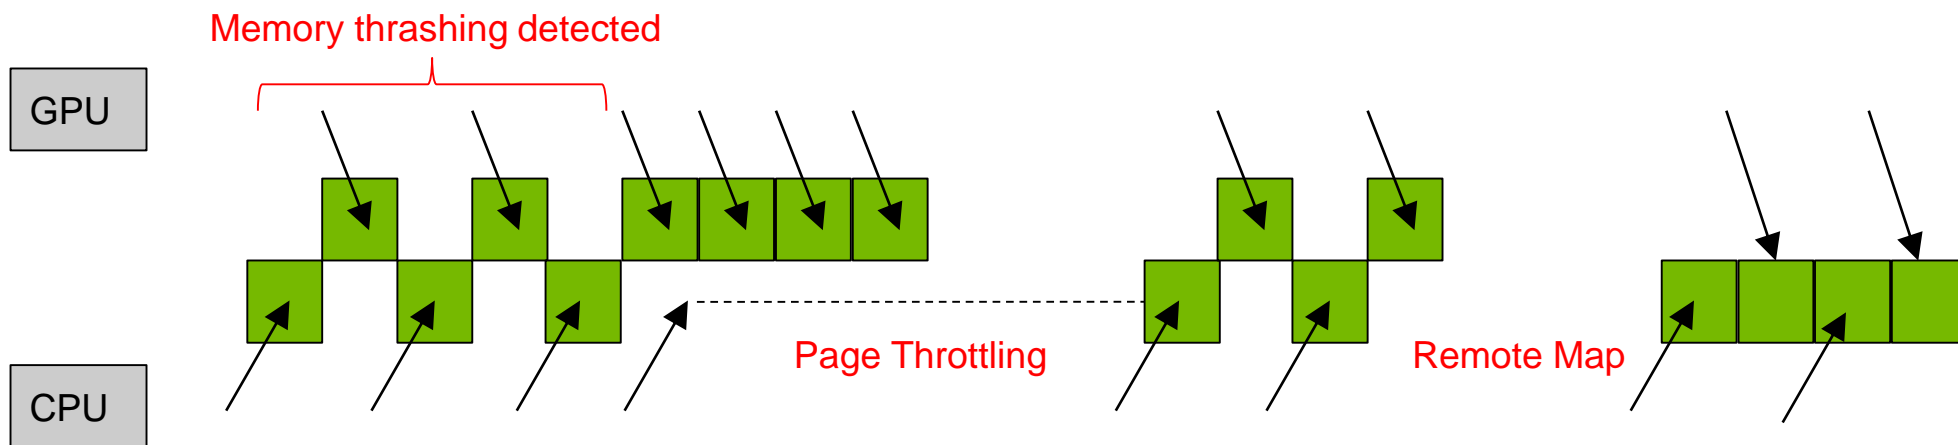 Memory thrashing detected
GPU
Page Throttling
Remote Map
CPU